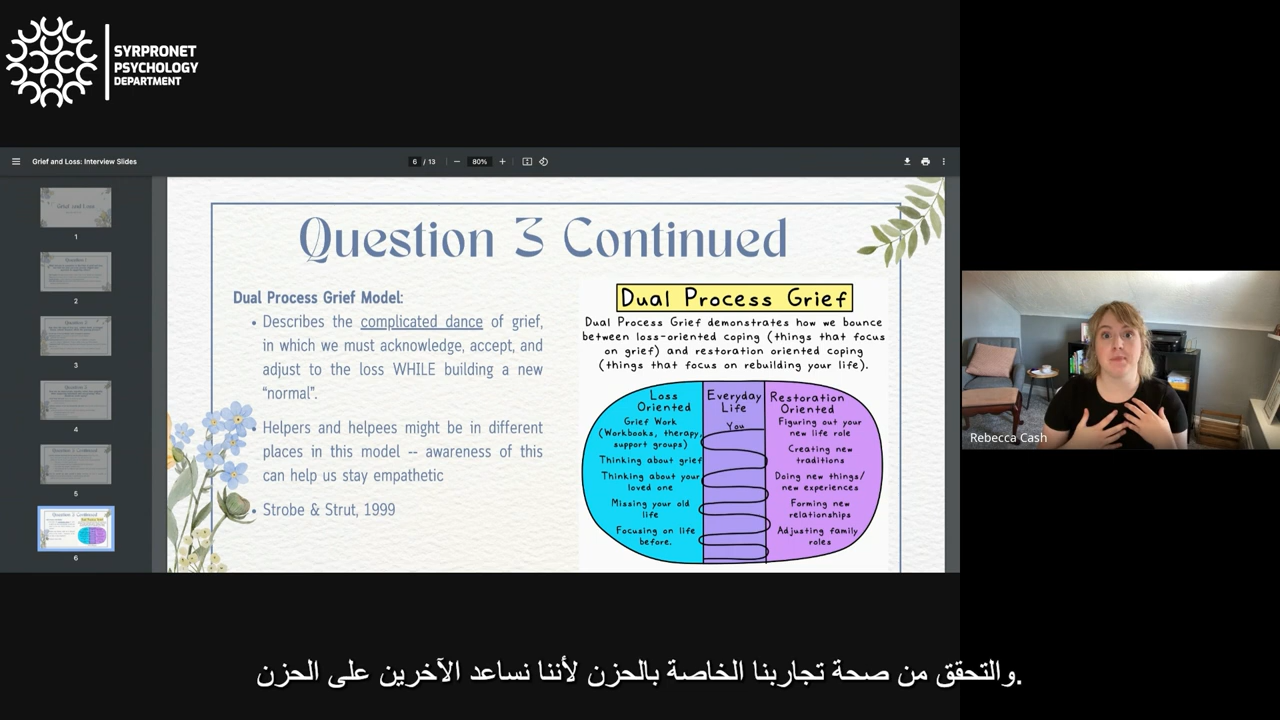 SYRPRONET
PSYCHOLOGY
DEPARTMENT
Grief and Loss: Interview Slides
6 / 13
80%
1
2
3
4
5
6
Question 3 Continued
Dual Process Grief Model:
• Describes the complicated dance of grief,
in which we must acknowledge, accept, and
adjust to the loss WHILE building a new
“normal”.
• Helpers and helpees might be in different
places in this model -- awareness of this
can help us stay empathetic
• Strobe & Strut, 1999
Dual Process Grief
Dual Process Grief demonstrates how we bounce
between loss-oriented coping (things that focus
on grief) and restoration oriented coping
(things that focus on rebuilding your life).
Loss
Oriented
Grief Work
(Workbooks, therapy,
support groups)
Thinking about grief
Thinking about your
loved one
Missing your old
life
Focusing on life
before.
Everyday
Life
You
Restoration
Oriented
Figuring out your
new life role
Creating new
traditions
Doing new things/
new experiences
Forming new
relationships
Adjusting family
roles
Rebecca Cash
والتحقق من صحة تجاربنا الخاصة بالحزن لأننا نساعد الآخرين على الحزن.